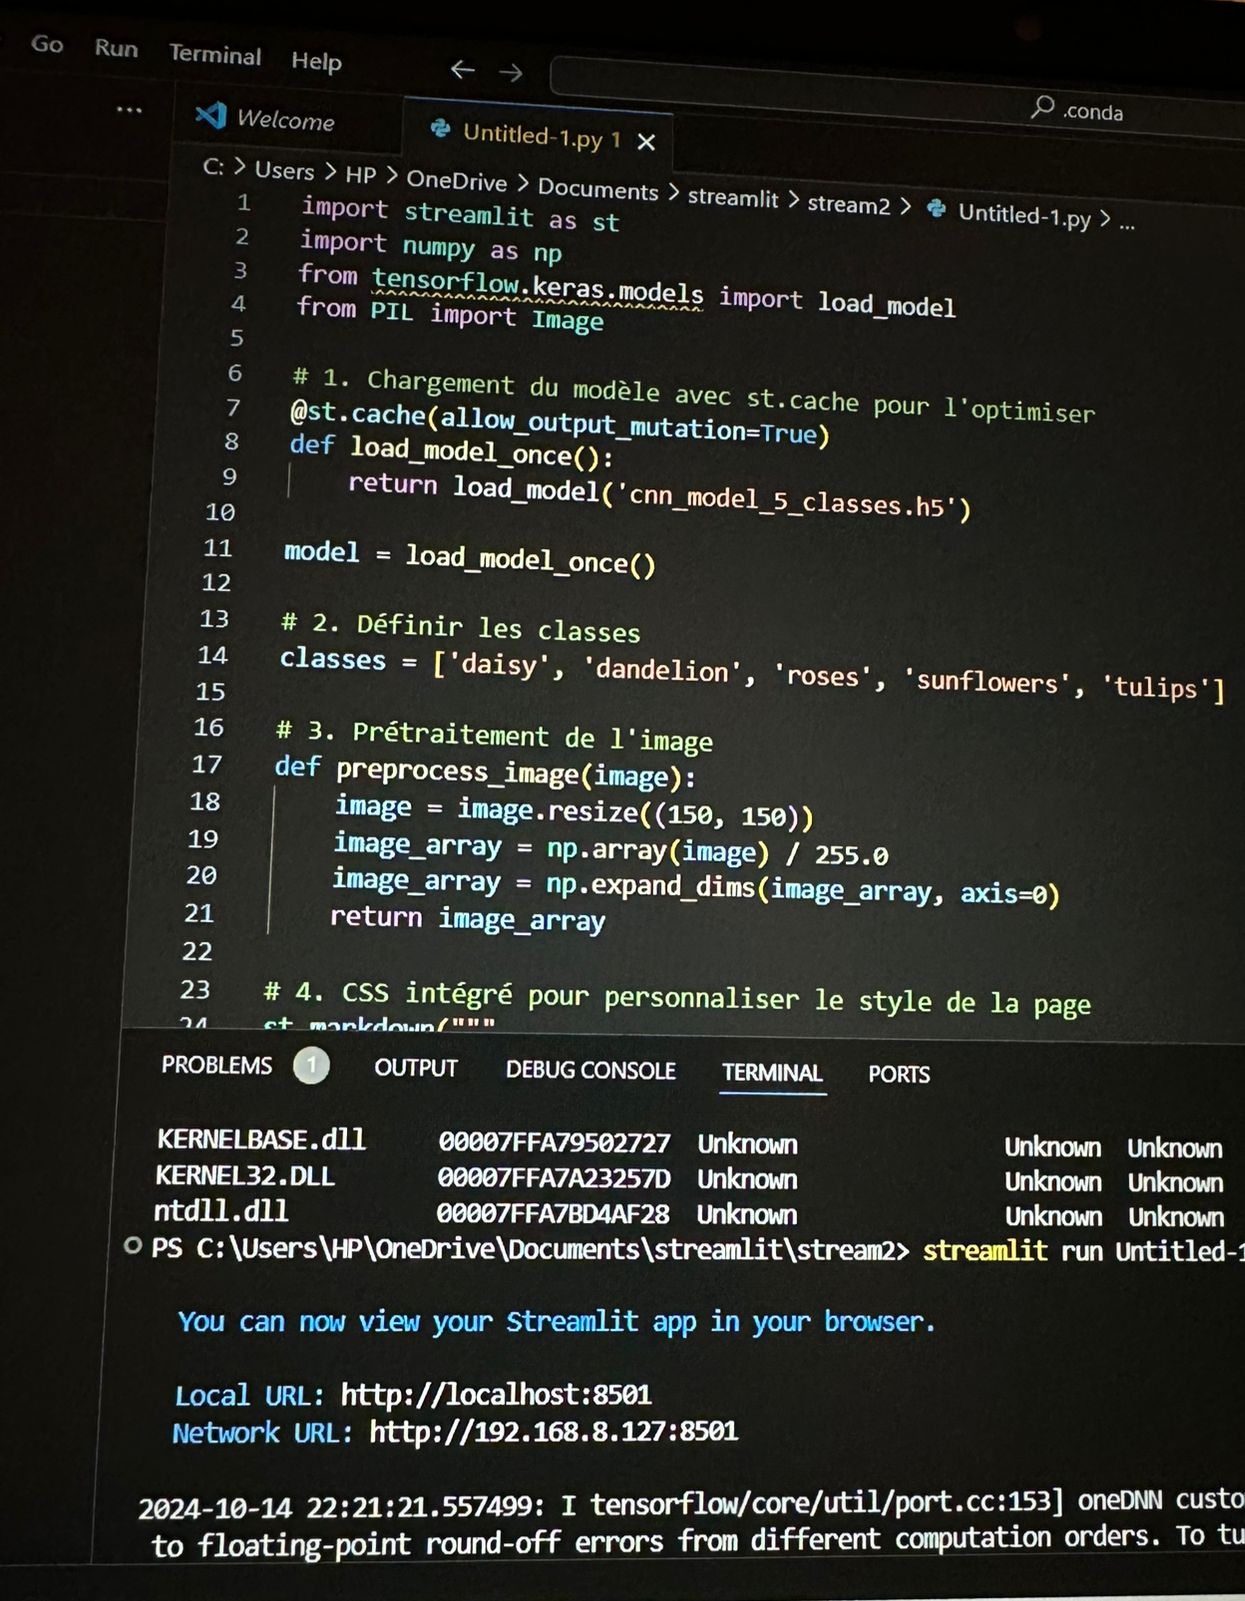 Go Run Terminal Help
.conda
... Welcome Untitled-1.py 1
C: > Users > HP > OneDrive > Documents > streamlit > stream2 > Untitled-1.py > ...
1 import streamlit as st
2 import numpy as np
3 from tensorflow.keras.models import load_model
4 from PIL import Image
5
6 # 1. Chargement du modèle avec st.cache pour l'optimiser
7 @st.cache(allow_output_mutation=True)
8 def load_model_once():
9 return load_model('cnn_model_5_classes.h5')
10
11 model = load_model_once()
12
13 # 2. Définir les classes
14 classes = ['daisy', 'dandelion', 'roses', 'sunflowers', 'tulips']
15
16 # 3. Prétraitement de l'image
17 def preprocess_image(image):
18 image = image.resize((150, 150))
19 image_array = np.array(image) / 255.0
20 image_array = np.expand_dims(image_array, axis=0)
21 return image_array
22
23 # 4. CSS intégré pour personnaliser le style de la page
24 st.markdown("""
PROBLEMS 1 OUTPUT DEBUG CONSOLE TERMINAL PORTS
KERNELBASE.dll 00007FFA79502727 Unknown Unknown Unknown
KERNEL32.DLL 00007FFA7A23257D Unknown Unknown Unknown
ntdll.dll 00007FFA7BD4AF28 Unknown Unknown Unknown
PS C:\Users\HP\OneDrive\Documents\streamlit\stream2> streamlit run Untitled-1
You can now view your Streamlit app in your browser.
Local URL: http://localhost:8501
Network URL: http://192.168.8.127:8501
2024-10-14 22:21:21.557499: I tensorflow/core/util/port.cc:153] oneDNN custo
to floating-point round-off errors from different computation orders. To tu